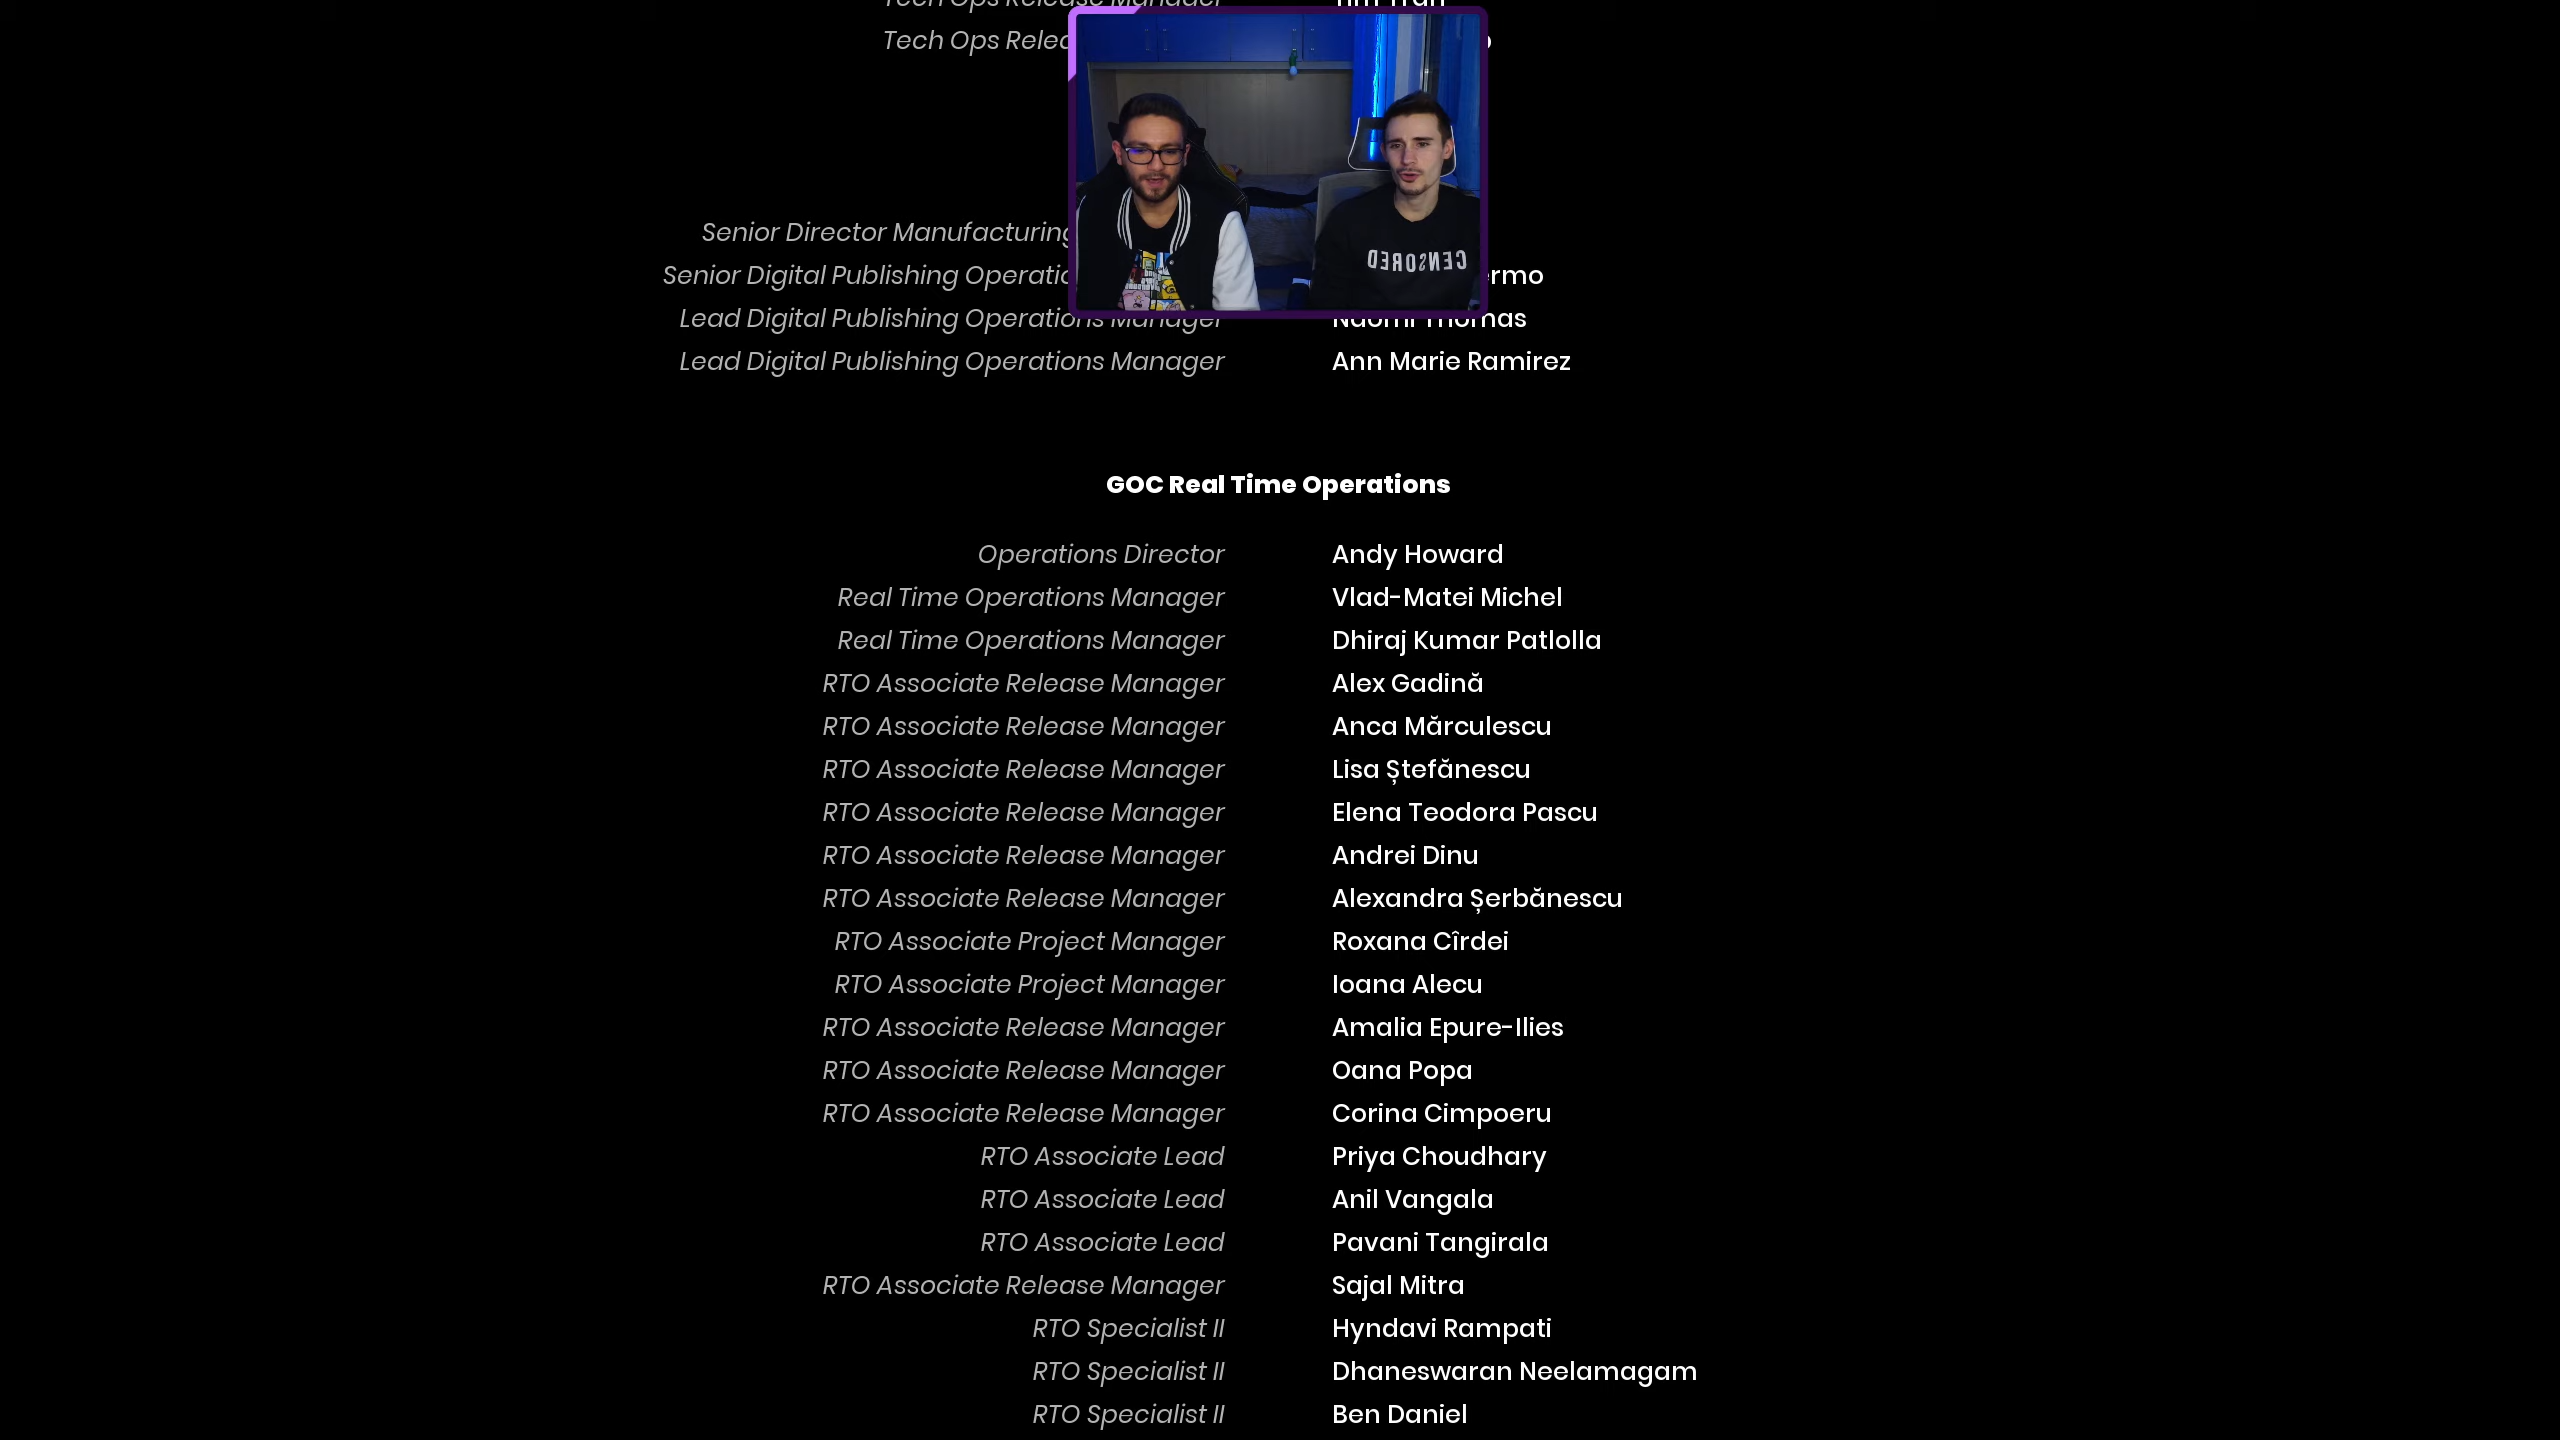 Tech Ops Release Manager
Tech Ops
Senior Director Manufacturing
Senior Digital Publishing
Lead Digital Publishing Operations Manager Naomi Thomas
Lead Digital Publishing Operations Manager Ann Marie Ramirez
CENSORED
GOC Real Time Operations
Operations Director Andy Howard
Real Time Operations Manager Vlad-Matei Michel
Real Time Operations Manager Dhiraj Kumar Patlolla
RTO Associate Release Manager Alex Gadină
RTO Associate Release Manager Anca Mărculescu
RTO Associate Release Manager Lisa Ștefănescu
RTO Associate Release Manager Elena Teodora Pascu
RTO Associate Release Manager Andrei Dinu
RTO Associate Release Manager Alexandra Șerbănescu
RTO Associate Project Manager Roxana Cîrdei
RTO Associate Project Manager Ioana Alecu
RTO Associate Release Manager Amalia Epure-Ilies
RTO Associate Release Manager Oana Popa
RTO Associate Release Manager Corina Cimpoeru
RTO Associate Lead Priya Choudhary
RTO Associate Lead Anil Vangala
RTO Associate Lead Pavani Tangirala
RTO Associate Release Manager Sajal Mitra
RTO Specialist II Hyndavi Rampati
RTO Specialist II Dhaneswaran Neelamagam
RTO Specialist II Ben Daniel